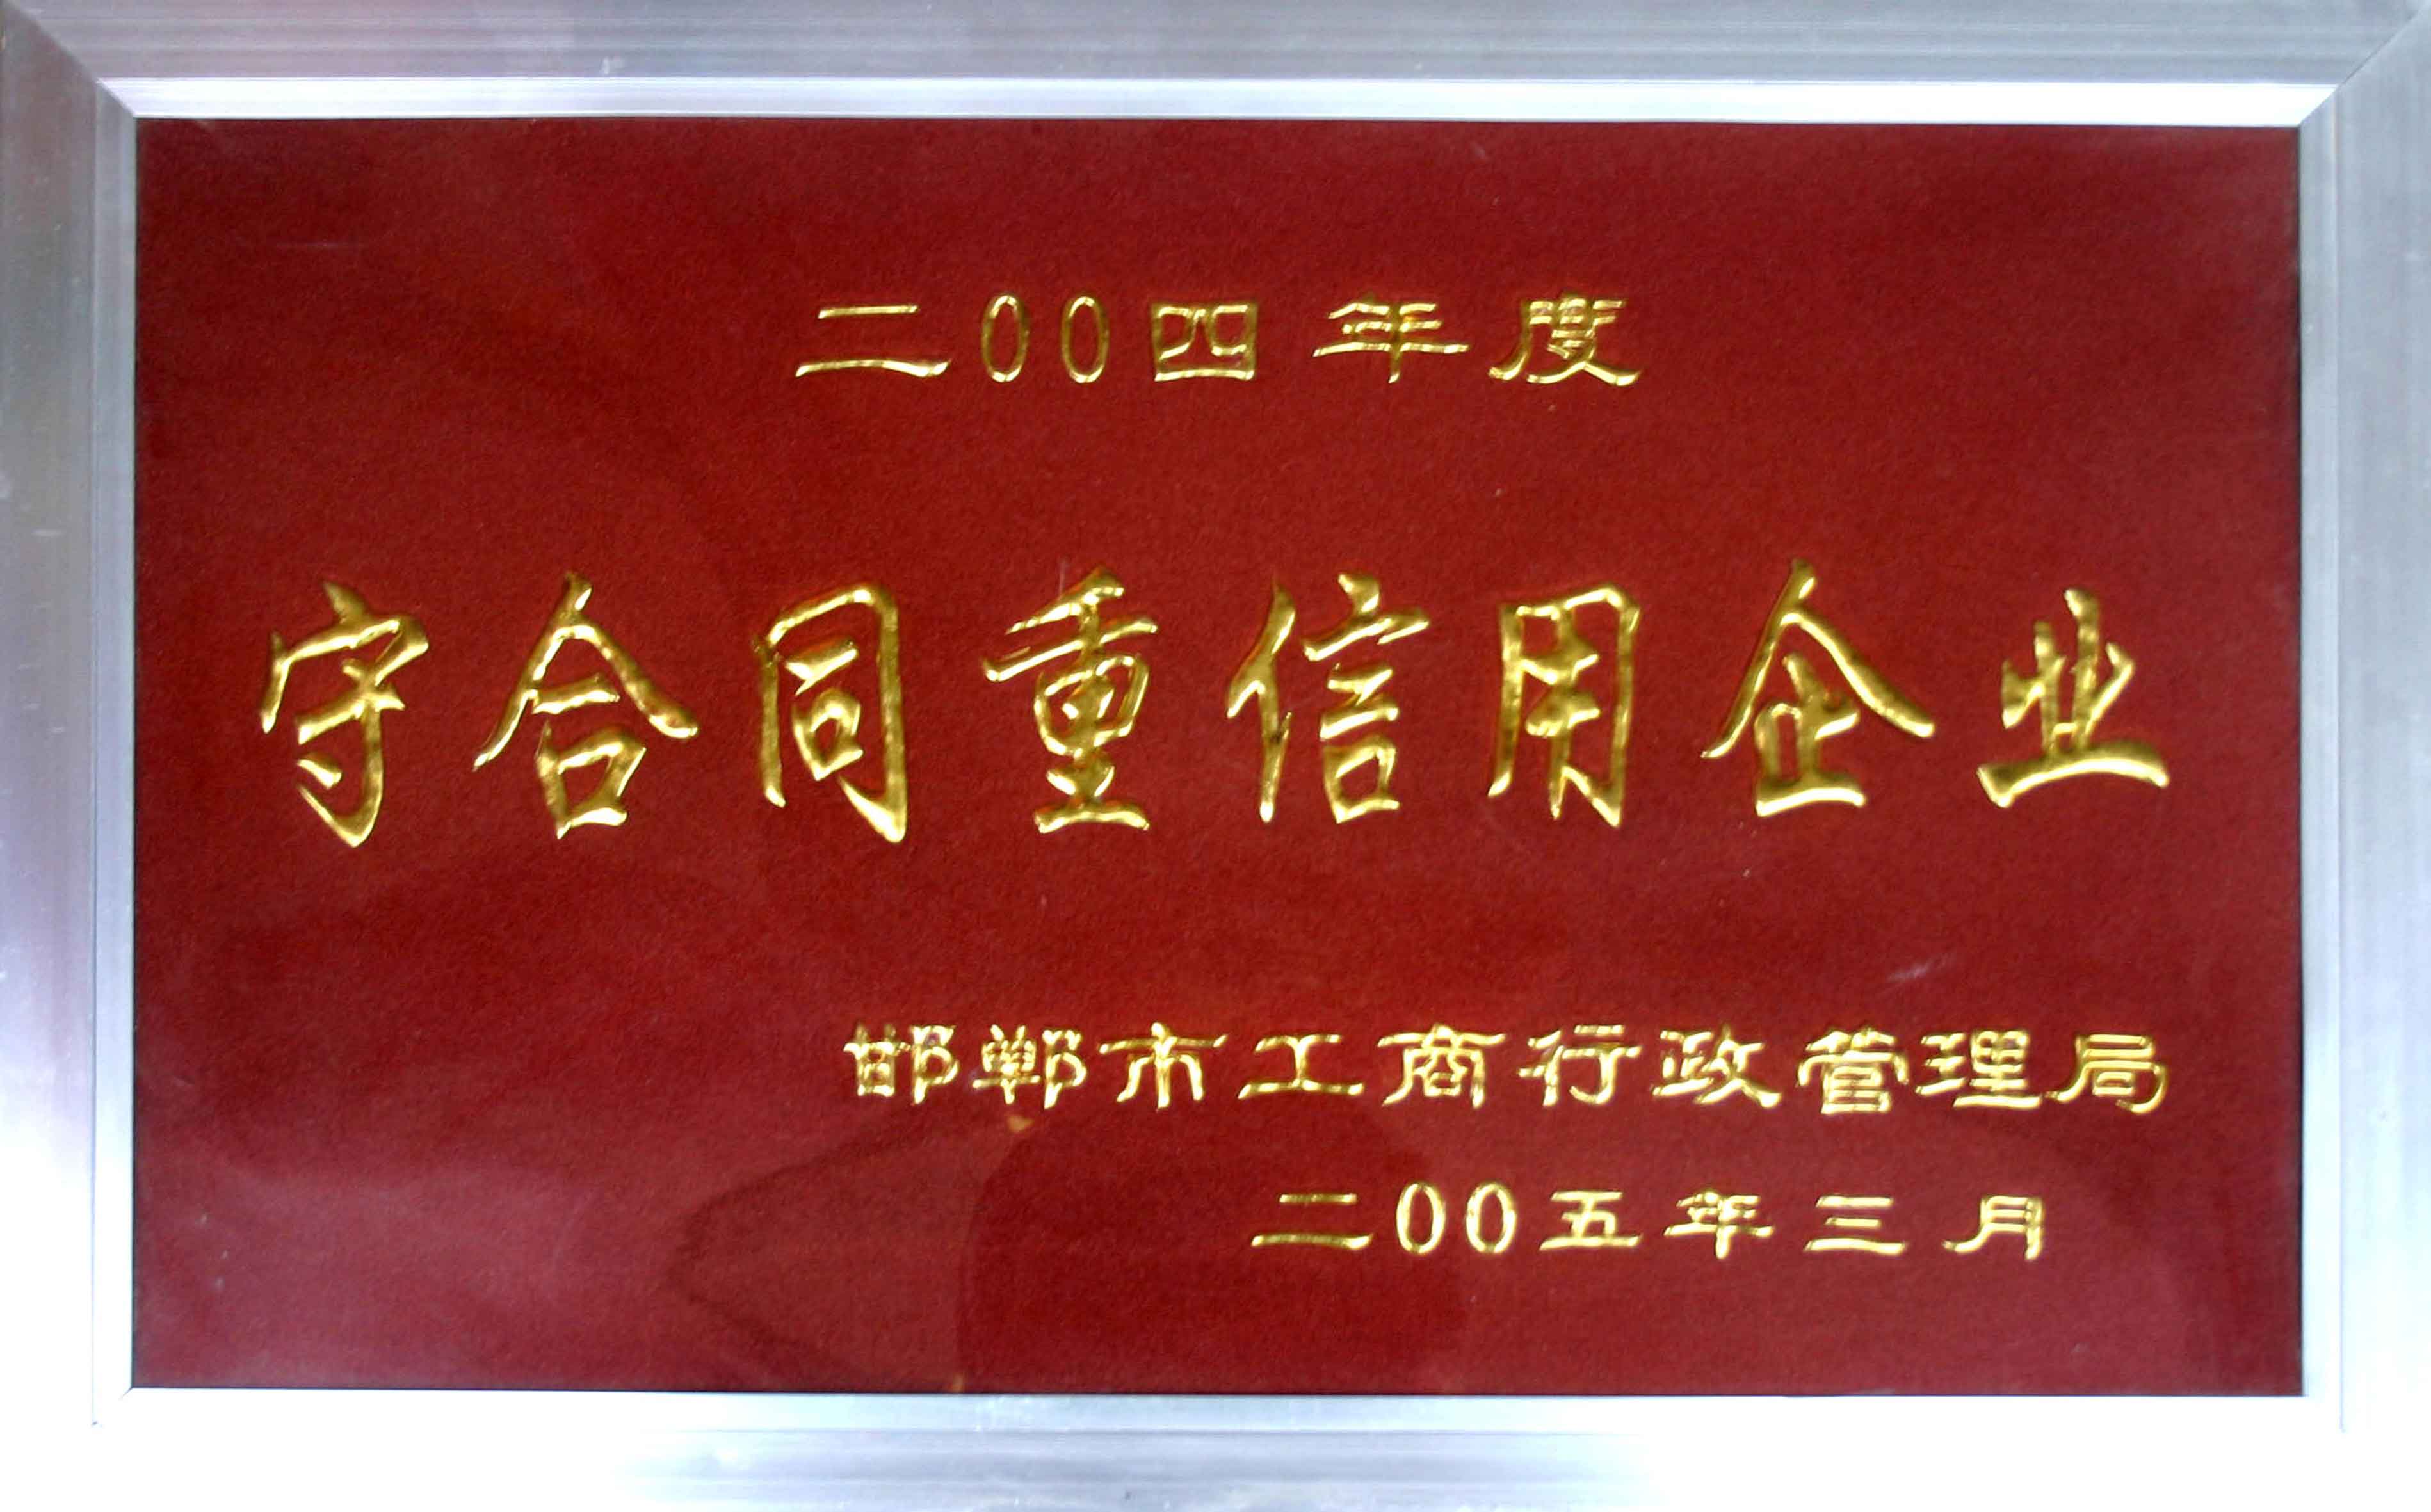 二00四年度
守合同重信用企业
邯郸市工商行政管理局
二00五年三月